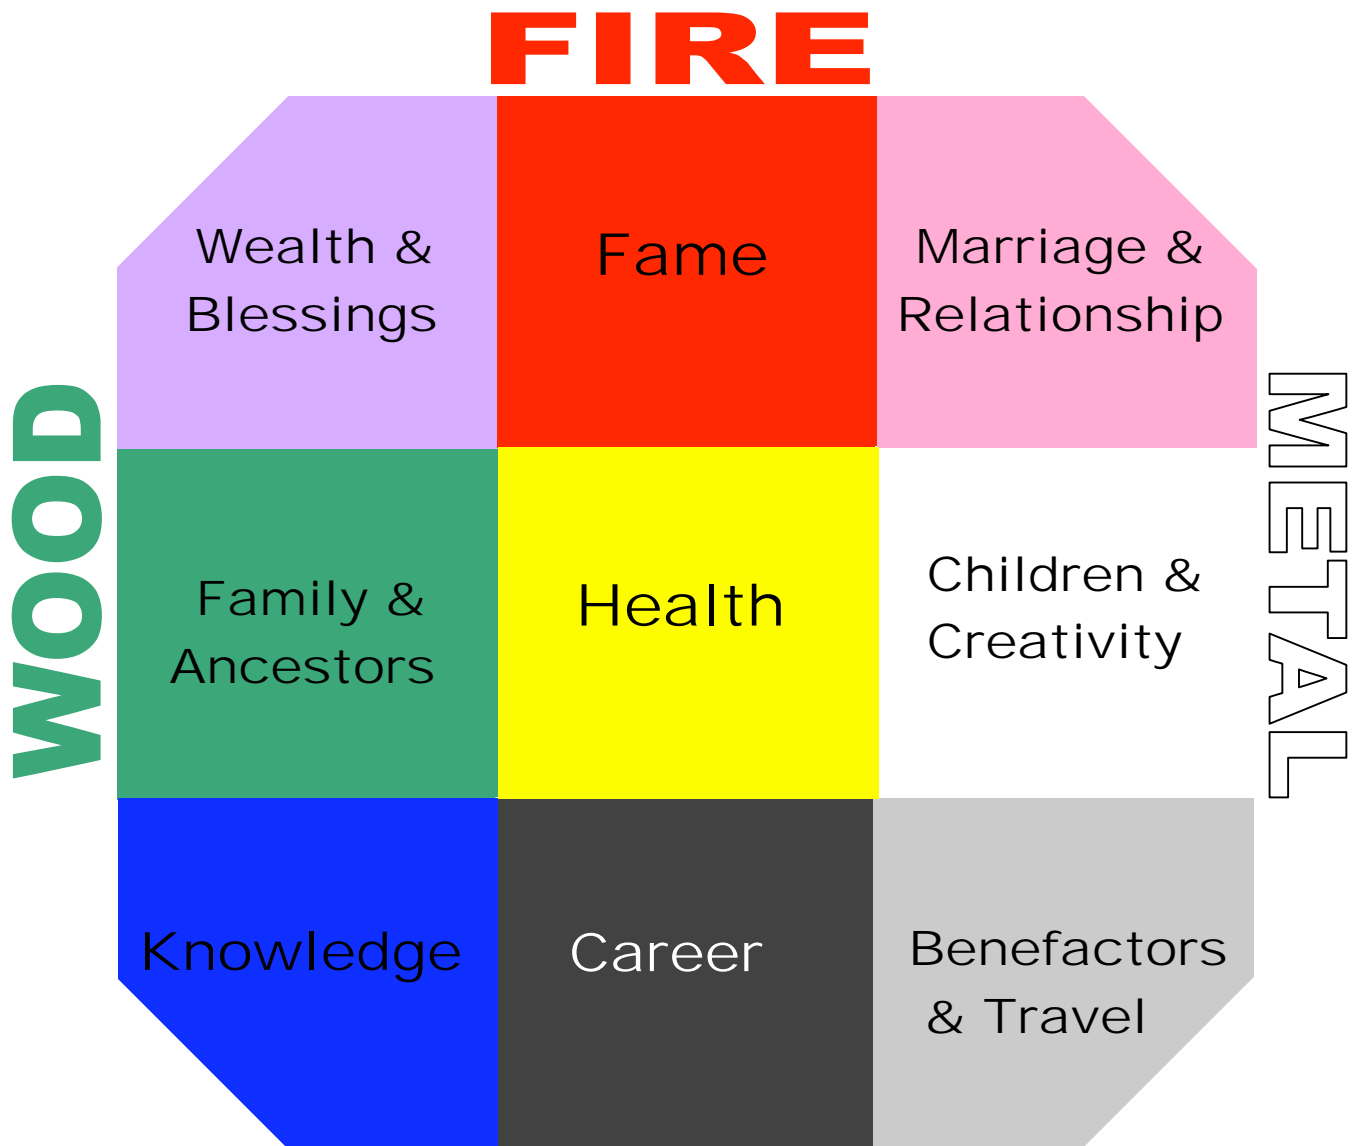 FIRE
Wealth &
Blessings
Fame
Marriage &
Relationship
WOOD
Family &
Ancestors
Health
Children &
Creativity
METAL
Knowledge
Career
Benefactors
& Travel